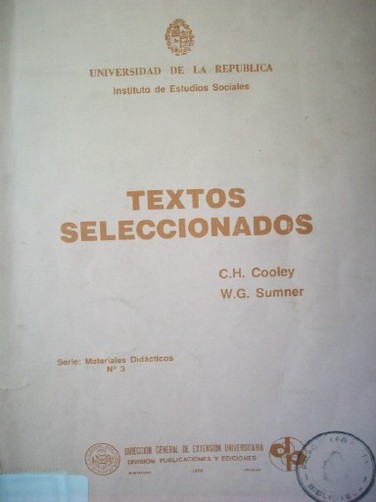 UNIVERSIDAD DE LA REPUBLICA
Instituto de Estudios Sociales
TEXTOS
SELECCIONADOS
C.H. Cooley
W.G. Sumner
Serie: Materiales Didácticos
Nº 3
DIRECCION GENERAL DE EXTENSION UNIVERSITARIA
DIVISION PUBLICACIONES Y EDICIONES
dp